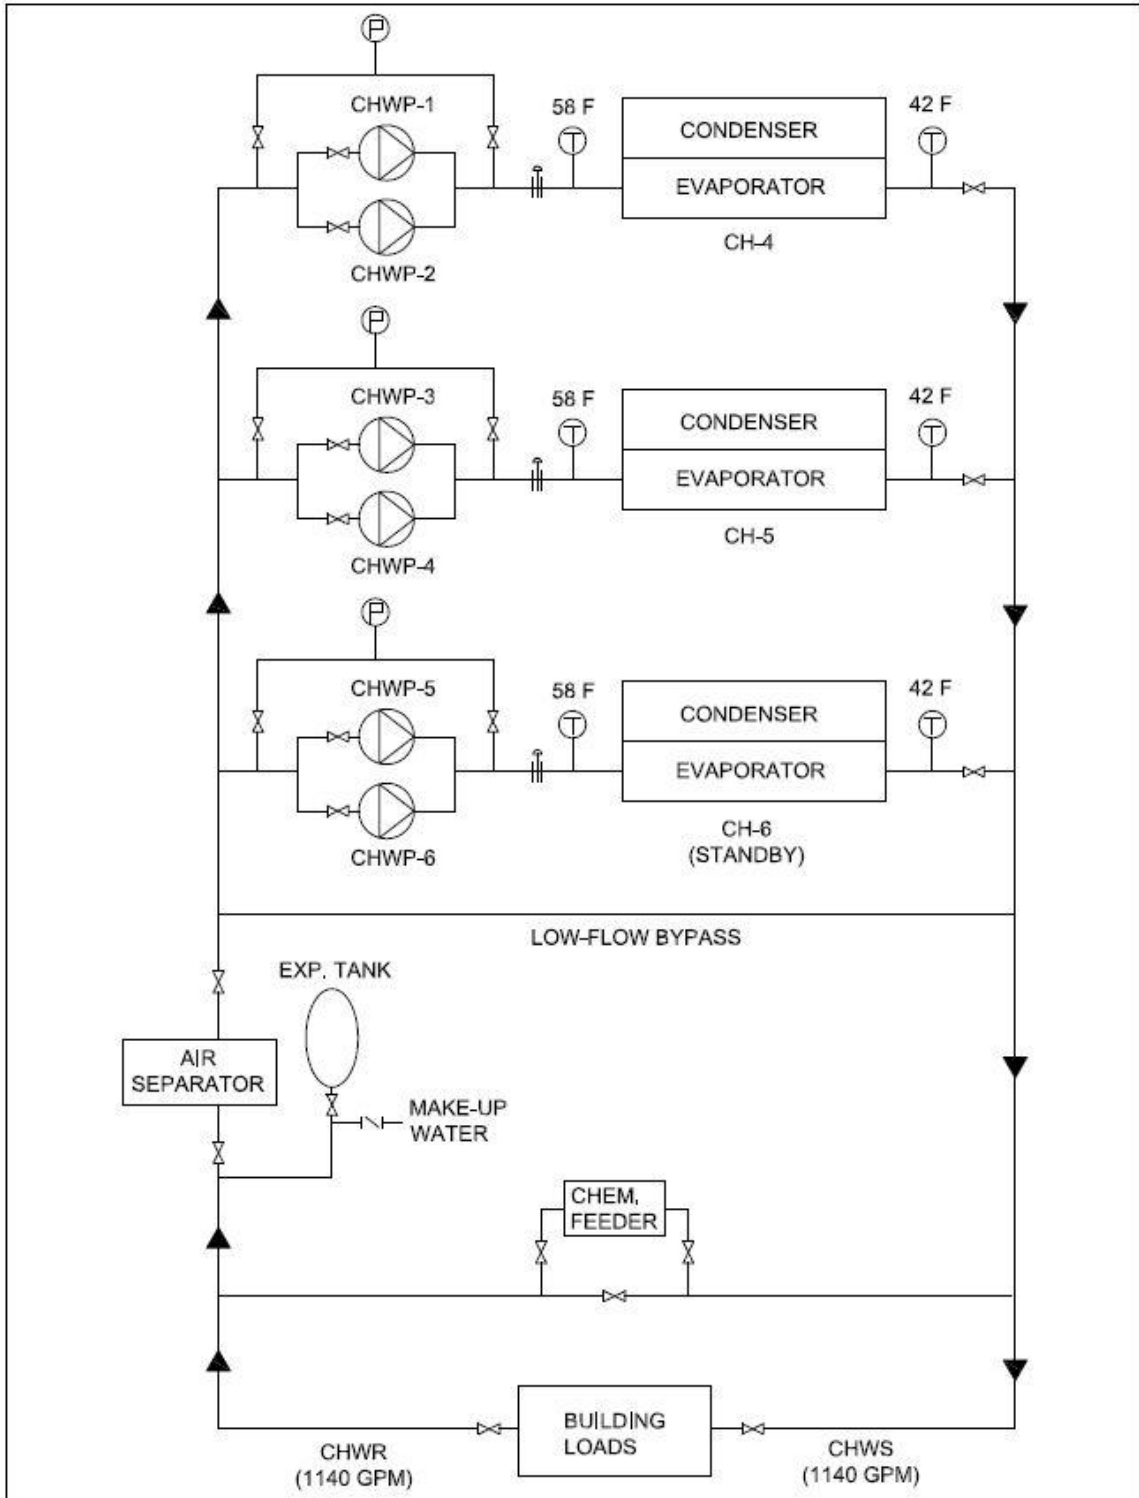 P
CHWP-1
58 F
42 F
T
T
CONDENSER
EVAPORATOR
CH-4
CHWP-2
P
CHWP-3
58 F
42 F
T
T
CONDENSER
EVAPORATOR
CH-5
CHWP-4
P
CHWP-5
58 F
42 F
T
T
CONDENSER
EVAPORATOR
CH-6
(STANDBY)
CHWP-6
LOW-FLOW BYPASS
EXP. TANK
AIR
SEPARATOR
MAKE-UP
WATER
CHEM,
FEEDER
BUILDING
LOADS
CHWR
(1140 GPM)
CHWS
(1140 GPM)